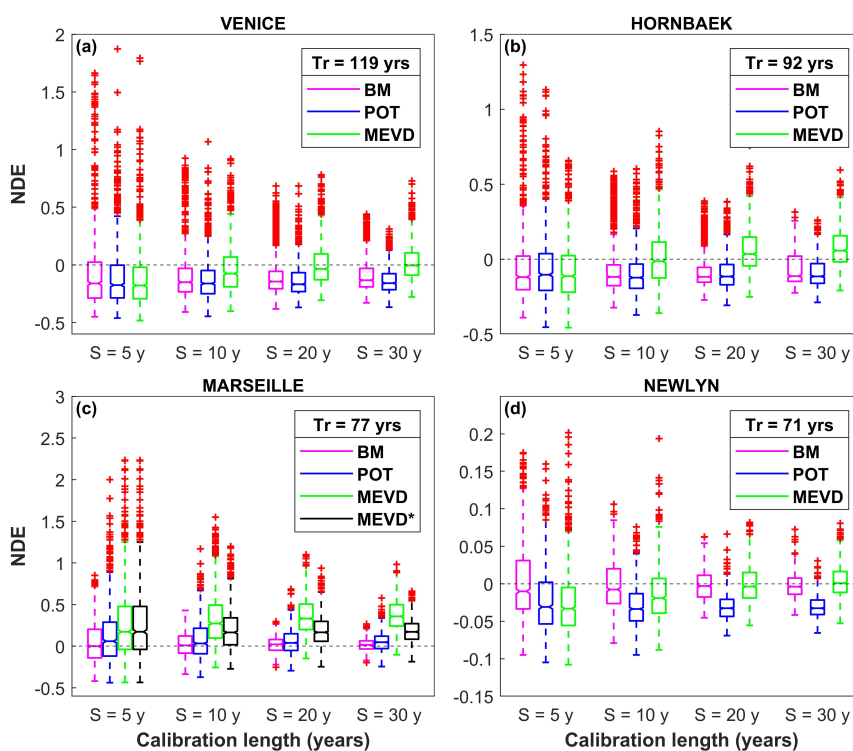 VENICE
(a)
Tr = 119 yrs
BM
POT
MEVD
NDE
2
1.5
1
0.5
0
-0.5
S = 5 y
S = 10 y
S = 20 y
S = 30 y
HORNBAEK
(b)
Tr = 92 yrs
BM
POT
MEVD
1.5
1
0.5
0
-0.5
S = 5 y
S = 10 y
S = 20 y
S = 30 y
MARSEILLE
(c)
Tr = 77 yrs
BM
POT
MEVD
MEVD*
NDE
3
2.5
2
1.5
1
0.5
0
-0.5
S = 5 y
S = 10 y
S = 20 y
S = 30 y
Calibration length (years)
NEWLYN
(d)
Tr = 71 yrs
BM
POT
MEVD
0.2
0.15
0.1
0.05
0
-0.05
-0.1
-0.15
S = 5 y
S = 10 y
S = 20 y
S = 30 y
Calibration length (years)